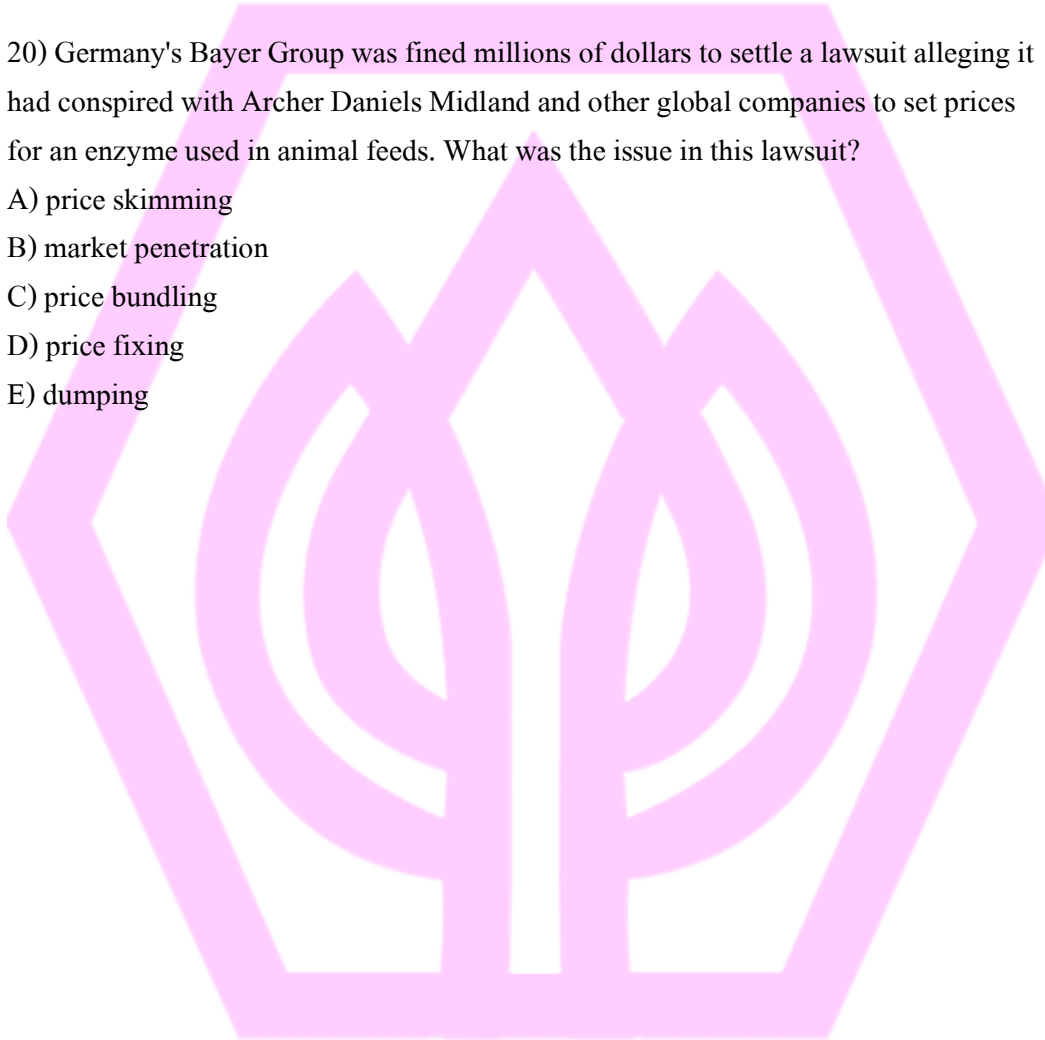 20) Germany's Bayer Group was fined millions of dollars to settle a lawsuit alleging it
had conspired with Archer Daniels Midland and other global companies to set prices
for an enzyme used in animal feeds. What was the issue in this lawsuit?
A) price skimming
B) market penetration
C) price bundling
D) price fixing
E) dumping